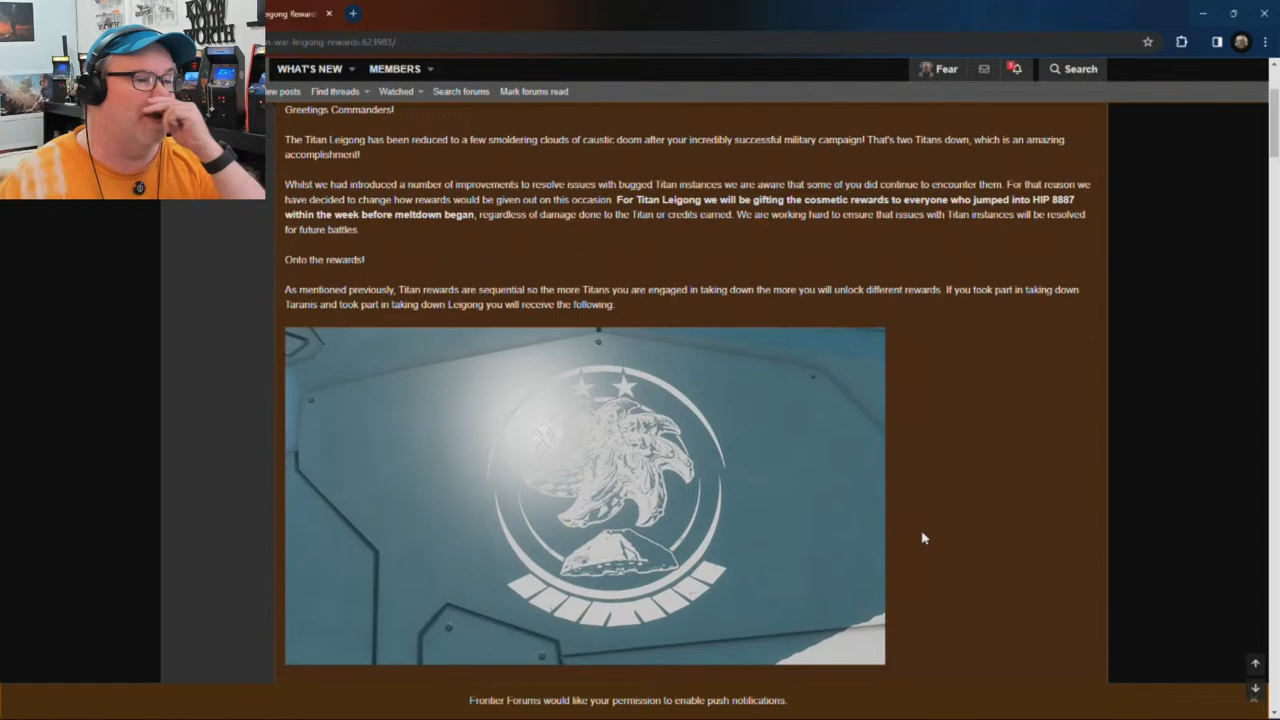 KNOW
YOUR
WORTH
eigong Reward
n-war-leigong-rewards.623983/
WHAT'S NEW
MEMBERS
Fear
Search
ew posts
Find threads
Watched
Search forums
Mark forums read
Greetings Commanders!
The Titan Leigong has been reduced to a few smoldering clouds of caustic doom after your incredibly successful military campaign! That's two Titans down, which is an amazing
accomplishment!
Whilst we had introduced a number of improvements to resolve issues with bugged Titan instances we are aware that some of you did continue to encounter them. For that reason we
have decided to change how rewards would be given out on this occasion. For Titan Leigong we will be gifting the cosmetic rewards to everyone who jumped into HIP 8887
within the week before meltdown began, regardless of damage done to the Titan or credits earned. We are working hard to ensure that issues with Titan instances will be resolved
for future battles.
Onto the rewards!
As mentioned previously, Titan rewards are sequential so the more Titans you are engaged in taking down the more you will unlock different rewards. If you took part in taking down
Taranis and took part in taking down Leigong you will receive the following:
Frontier Forums would like your permission to enable push notifications.